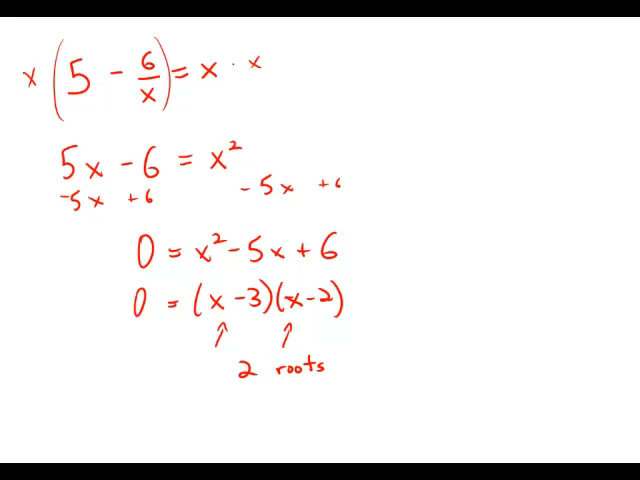 x (5 - 6/x) = x · x
5x - 6 = x²
-5x +6 - 5x +6
0 = x² - 5x + 6
0 = (x - 3)(x - 2)
2 roots